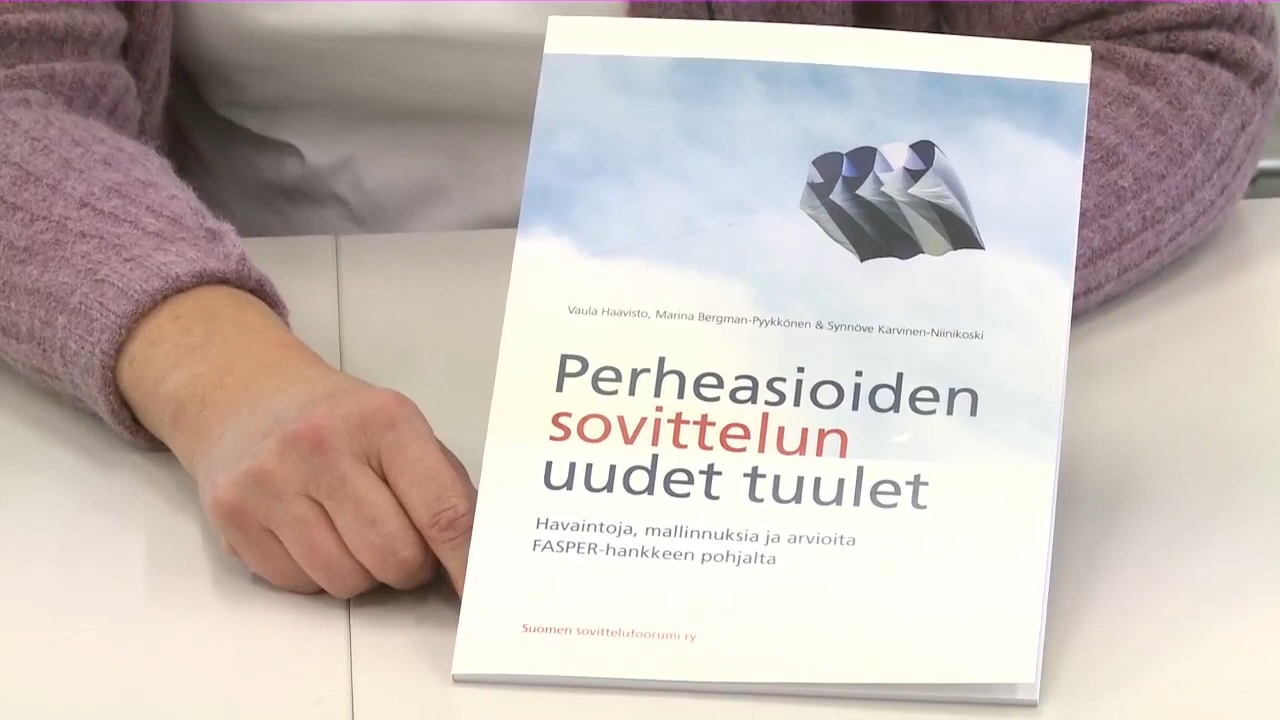 Vaula Haavisto, Marina Bergman-Pyykkönen & Synnöve Karvinen-Niinikoski
Perheasioiden
sovittelun
uudet tuulet
Havaintoja, mallinnuksia ja arvioita
FASPER-hankkeen pohjalta
Suomen sovittelufoorumi ry